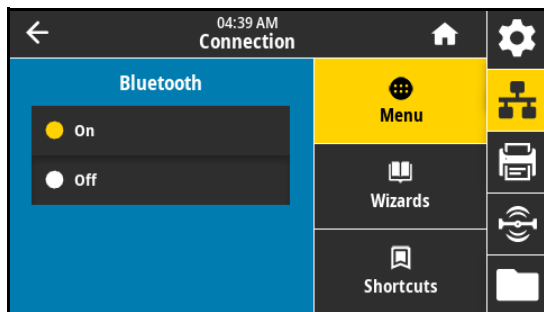 04:39 AM
Connection
Bluetooth
On
Off
Menu
Wizards
Shortcuts